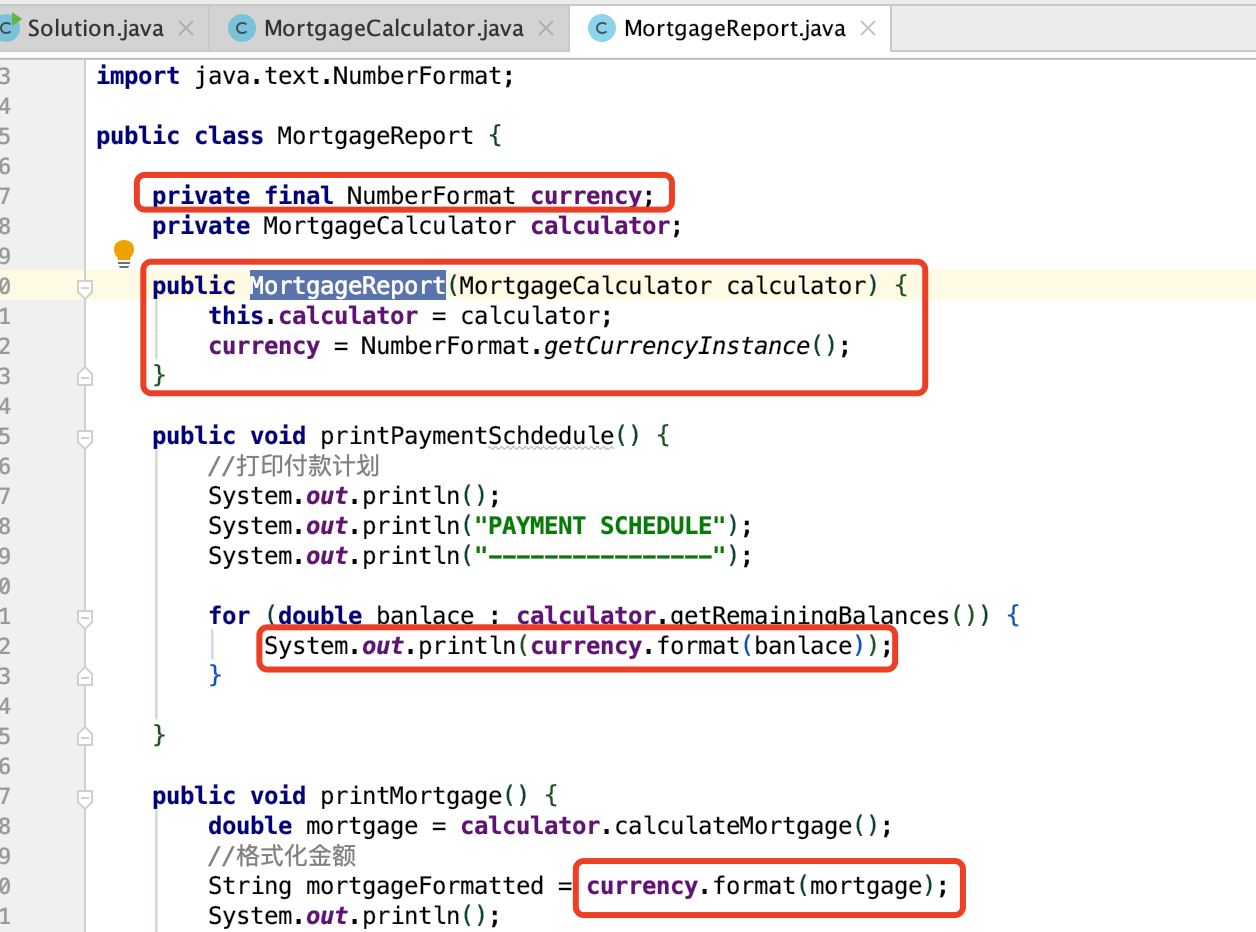 Solution.java
MortgageCalculator.java
MortgageReport.java
3 import java.text.NumberFormat;
4
5 public class MortgageReport {
6
7 private final NumberFormat currency;
8 private MortgageCalculator calculator;
9
0 public MortgageReport(MortgageCalculator calculator) {
1 this.calculator = calculator;
2 currency = NumberFormat.getCurrencyInstance();
3 }
4
5 public void printPaymentSchdedule() {
6 //打印付款计划
7 System.out.println();
8 System.out.println("PAYMENT SCHEDULE");
9 System.out.println("----------------");
0
1 for (double banlace : calculator.getRemainingBalances()) {
2 System.out.println(currency.format(banlace));
3 }
4
5 }
6
7 public void printMortgage() {
8 double mortgage = calculator.calculateMortgage();
9 //格式化金额
0 String mortgageFormatted = currency.format(mortgage);
1 System.out.println();